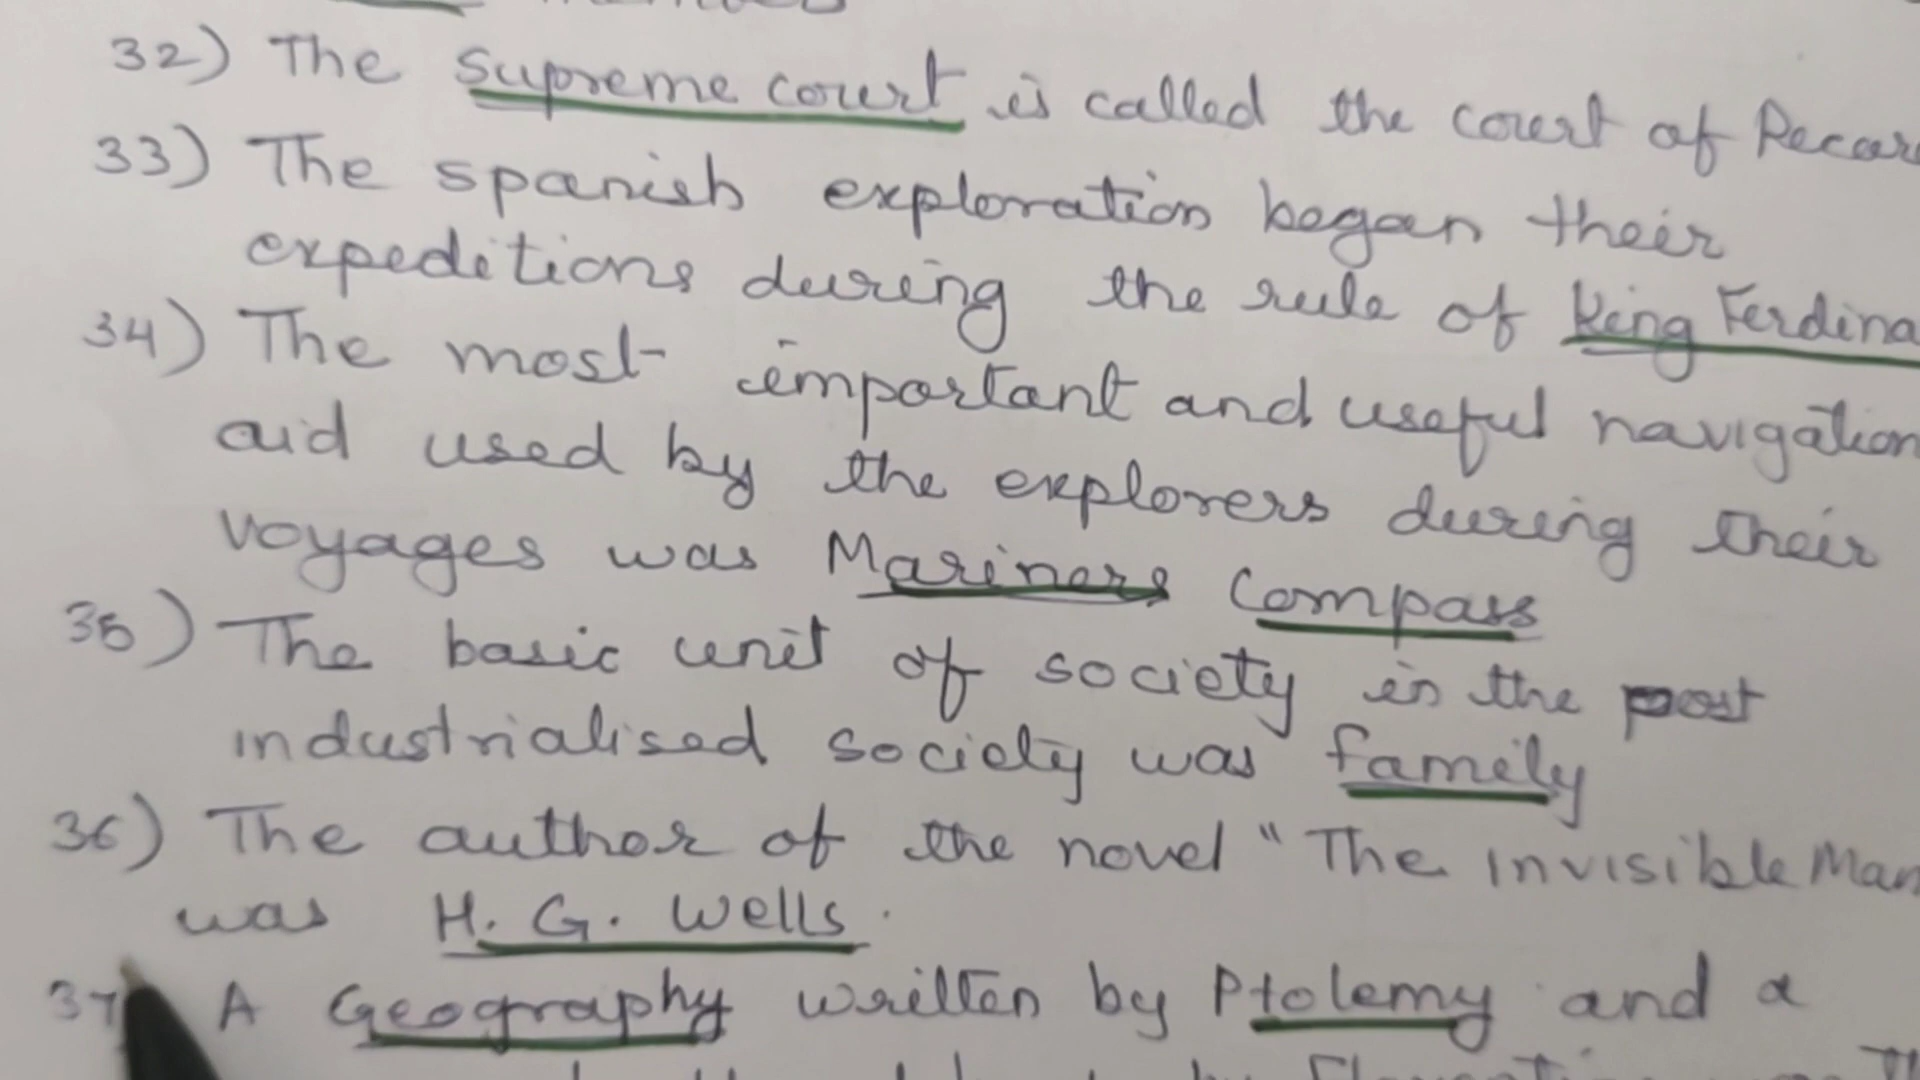 32) The Supreme court is called the court of Recor
33) The spanish exploration began their
expeditions during the rule of King Ferdina
34) The most important and useful navigation
aid used by the explorers during their
voyages was Mariners Compass
35) The basic unit of society in the post
industrialised society was family
36) The author of the novel "The Invisible Man
was H. G. Wells.
37 A Geography written by Ptolemy and a